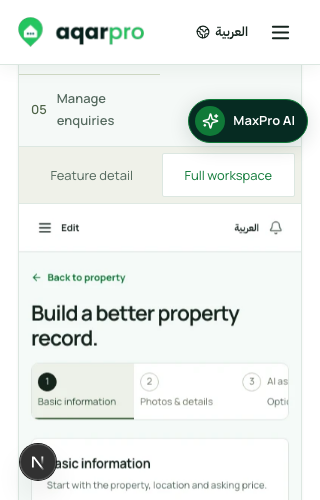 aqarpro
العربية
05 Manage enquiries
MaxPro AI
Feature detail
Full workspace
Edit
العربية
Back to property
Build a better property
record.
1
2
3 AI as
Basic information
Photos & details
Optio
N
asic information
Start with the property, location and asking price.